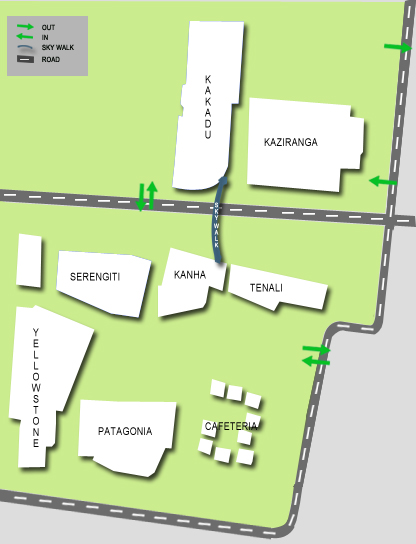 OUT
IN
SKY WALK
ROAD
KAKADU
KAZIRANGA
SKY WALK
SERENGITI
KANHA
TENALI
YELLOWSTONE
PATAGONIA
CAFETERIA